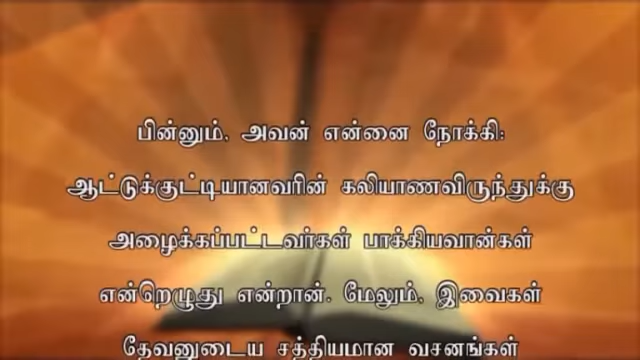 பின்னும், அவன் என்னை நோக்கி:
ஆட்டுக்குட்டியானவரின் கலியாணவிருந்துக்கு
அழைக்கப்பட்டவர்கள் பாக்கியவான்கள்
என்றெழுது என்றான். மேலும், இவைகள்
தேவனுடைய சத்தியமான வசனங்கள்